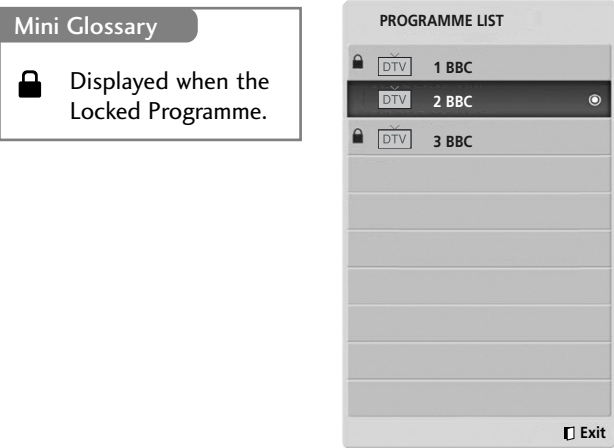 Mini Glossary
Displayed when the
Locked Programme.
PROGRAMME LIST
DTV 1 BBC
DTV 2 BBC
DTV 3 BBC
Exit